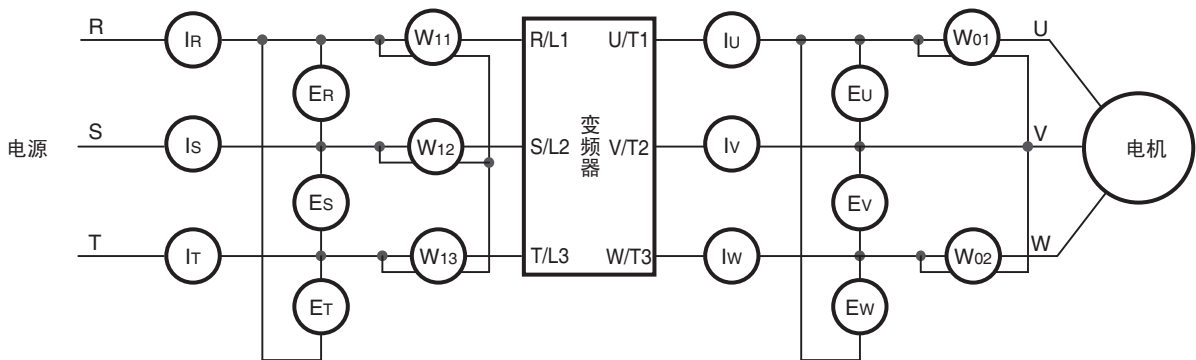 R IR W11 R/L1 U/T1 IU W01 U
ER EU
电源 S IS W12 S/L2 变频器 V/T2 IV V 电机
ES EV
T IT W13 T/L3 W/T3 IW W02 W
ET EW